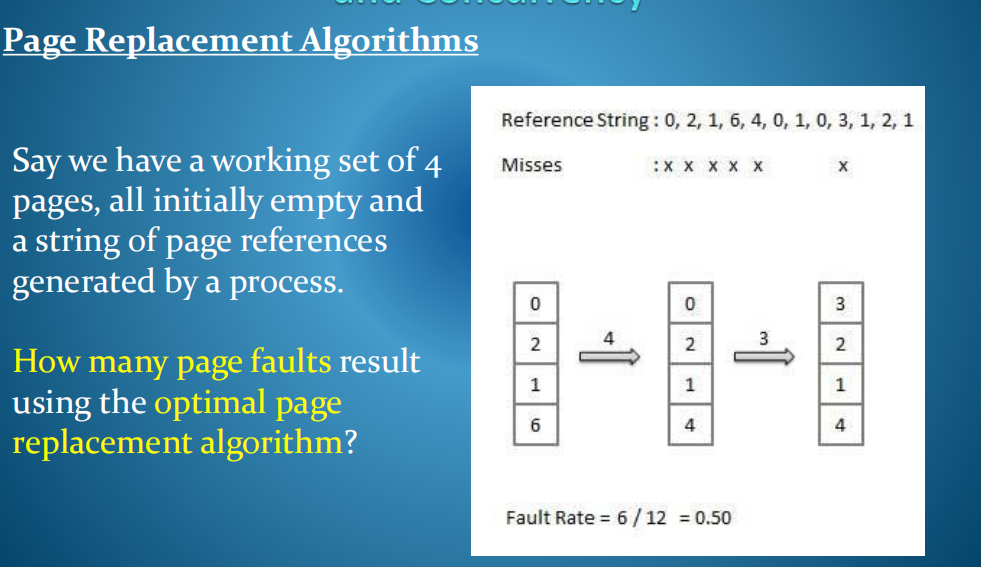 and Concurrency
Page Replacement Algorithms
Say we have a working set of 4
pages, all initially empty and
a string of page references
generated by a process.
How many page faults result
using the optimal page
replacement algorithm?
Reference String : 0, 2, 1, 6, 4, 0, 1, 0, 3, 1, 2, 1
Misses : x x x x x x
0 0 3
2 4 2 3 2
1 1 1
6 4 4
Fault Rate = 6 / 12 = 0.50